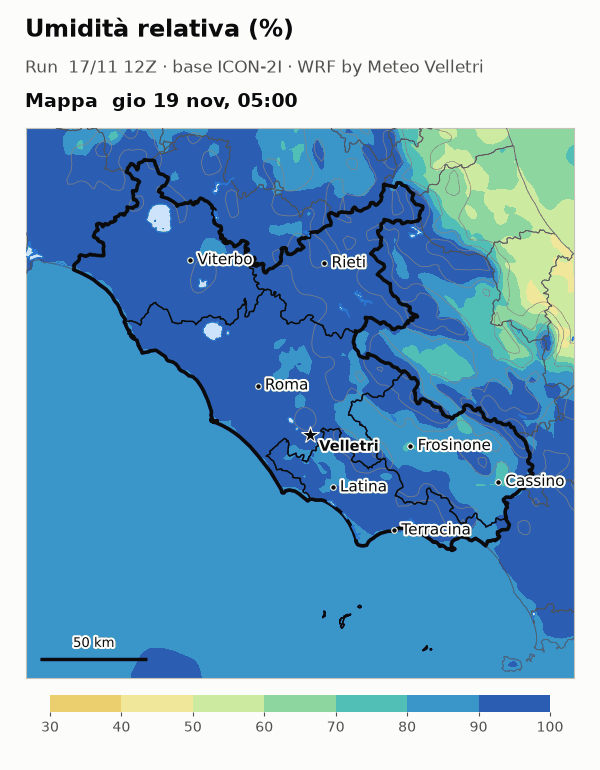 Umidità relativa (%)
Run  17/11 12Z · base ICON-2I · WRF by Meteo Velletri
Mappa  gio 19 nov, 05:00
Viterbo
Rieti
Roma
Velletri
Frosinone
Latina
Cassino
Terracina
50 km
30 40 50 60 70 80 90 100